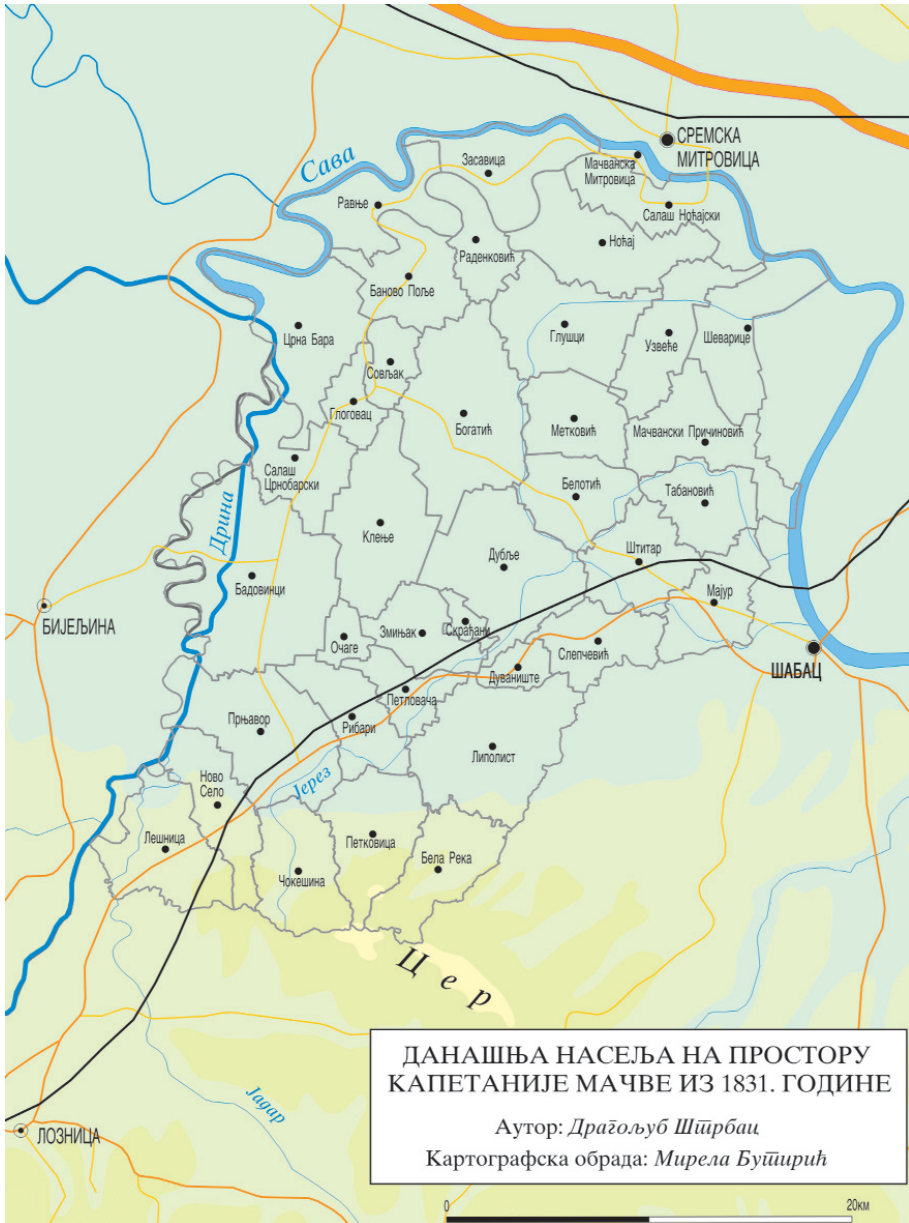 СРЕМСКА
МИТРОВИЦА
Сава
Засавица
Мачванска
Митровица
Равње
Салаш Ноћајски
Раденковић
Ноћај
Баново Поље
Црна Бара
Глушци
Узвеће
Шеварице
Совљак
Глоговац
Богатић
Метковић
Мачвански Причиновић
Салаш
Црнобарски
Белотић
Табановић
Дрина
Клење
Дубље
Штитар
Бадовинци
Мајур
БИЈЕЉИНА
Очаге
Змињак
Скрађани
Слепчевић
ШАБАЦ
Дуваниште
Петловача
Прњавор
Рибари
Липолист
Ново
Село
Јерез
Лешница
Петковица
Бела Река
Чокешина
Цер
ДАНАШЊА НАСЕЉА НА ПРОСТОРУ
КАПЕТАНИЈЕ МАЧВЕ ИЗ 1831. ГОДИНЕ
Аутор: Драгољуб Штрбац
Картографска обрада: Мирела Бутирић
Јадар
ЛОЗНИЦА
0
20км